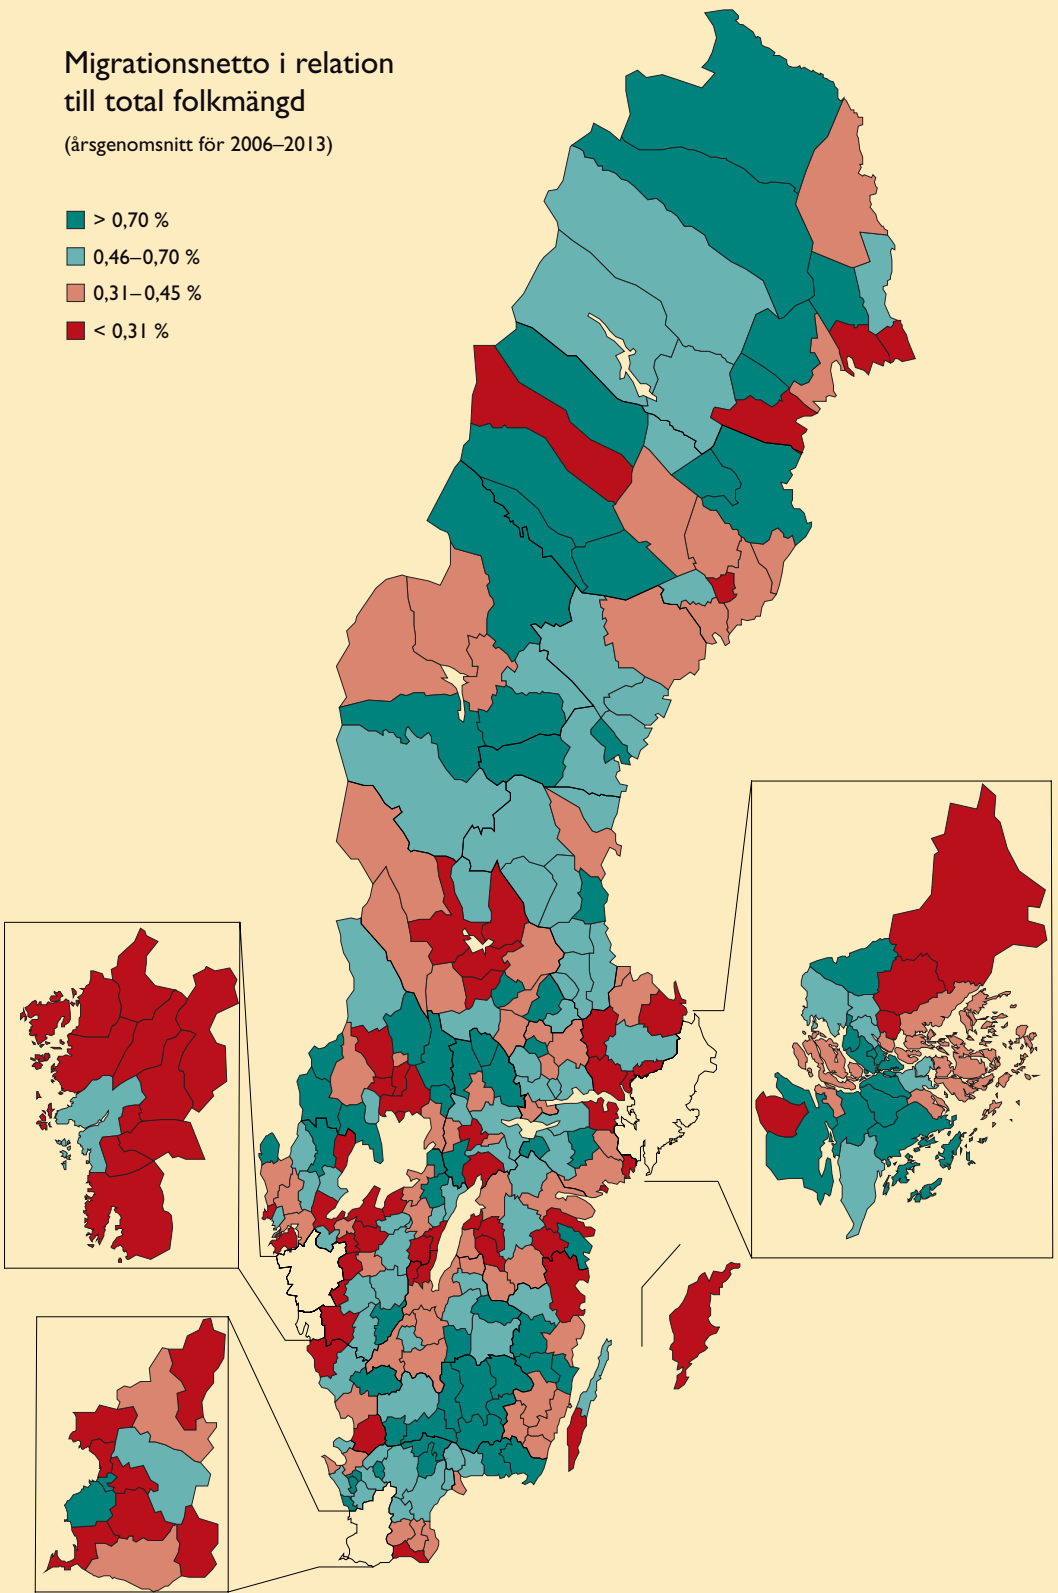 Migrationsnetto i relation
till total folkmängd
(årsgenomsnitt för 2006–2013)
> 0,70 %
0,46–0,70 %
0,31–0,45 %
< 0,31 %